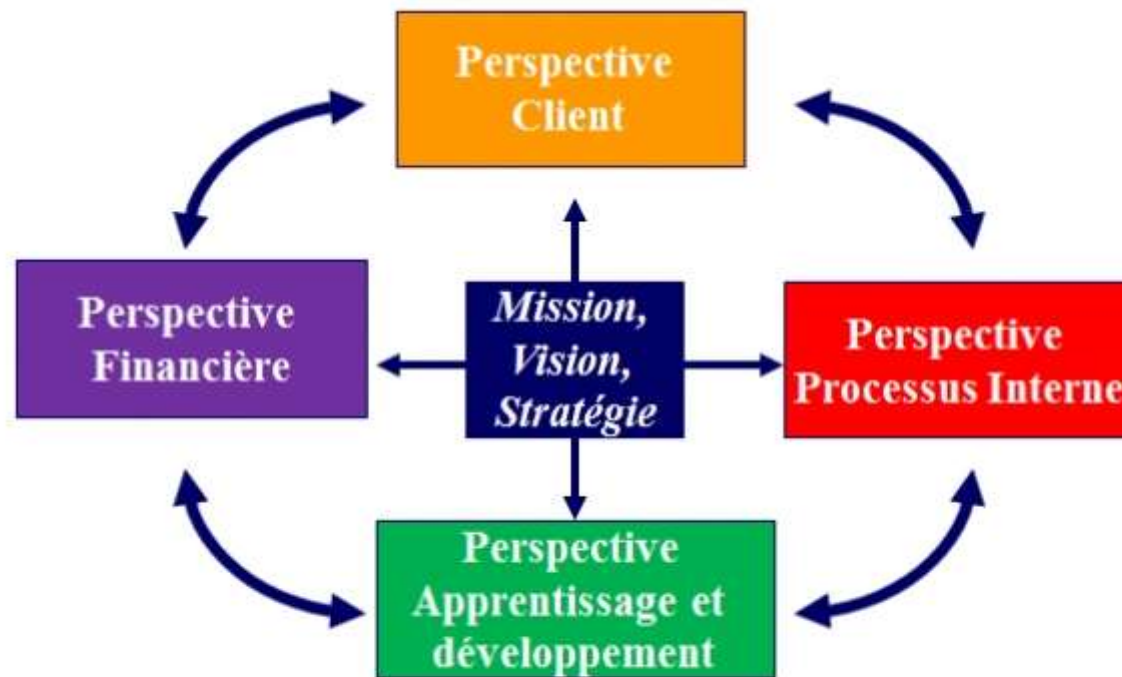 Perspective
Client
Perspective
Financière
Mission,
Vision,
Stratégie
Perspective
Processus Interne
Perspective
Apprentissage et
développement